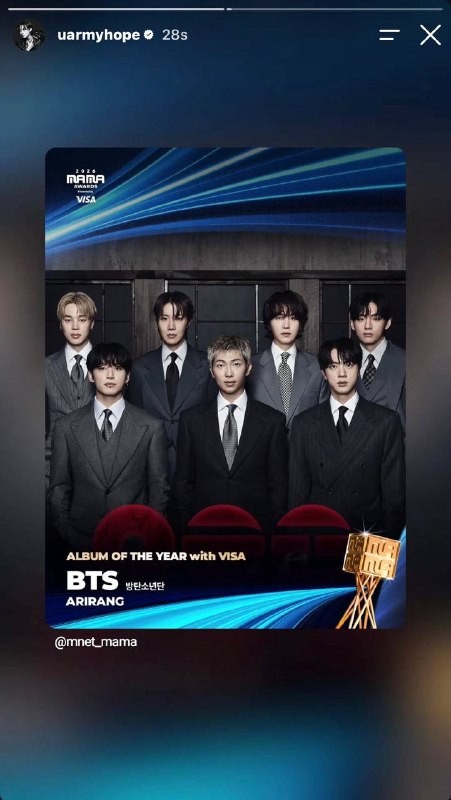 uarmyhope 28s
2026
MAMA
AWARDS
VISA
ALBUM OF THE YEAR with VISA
BTS 방탄소년단
ARIRANG
@mnet_mama